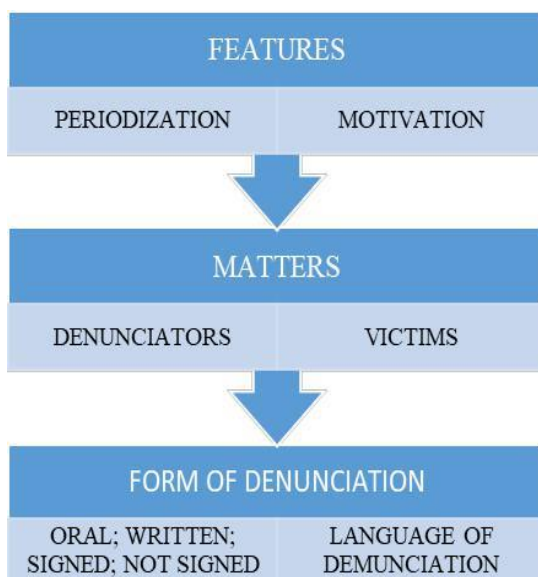 FEATURES
PERIODIZATION
MOTIVATION
MATTERS
DENUNCIATORS
VICTIMS
FORM OF DENUNCIATION
ORAL; WRITTEN;
SIGNED; NOT SIGNED
LANGUAGE OF
DEMUNCIATION